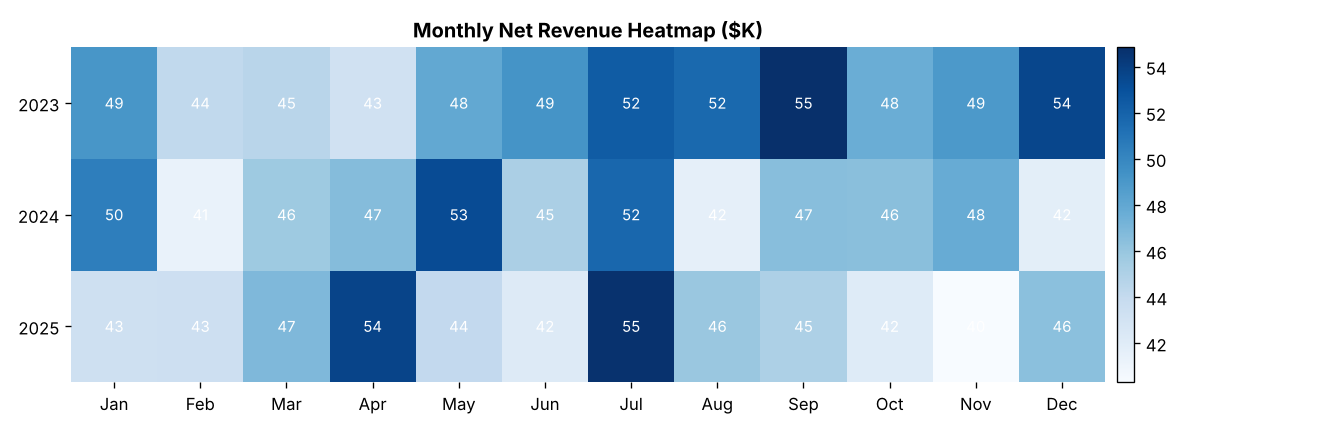 Monthly Net Revenue Heatmap ($K)
2023 49 44 45 43 48 49 52 52 55 48 49 54
2024 50 41 46 47 53 45 52 42 47 46 48 42
2025 43 43 47 54 44 42 55 46 45 42 40 46
Jan Feb Mar Apr May Jun Jul Aug Sep Oct Nov Dec
54
52
50
48
46
44
42